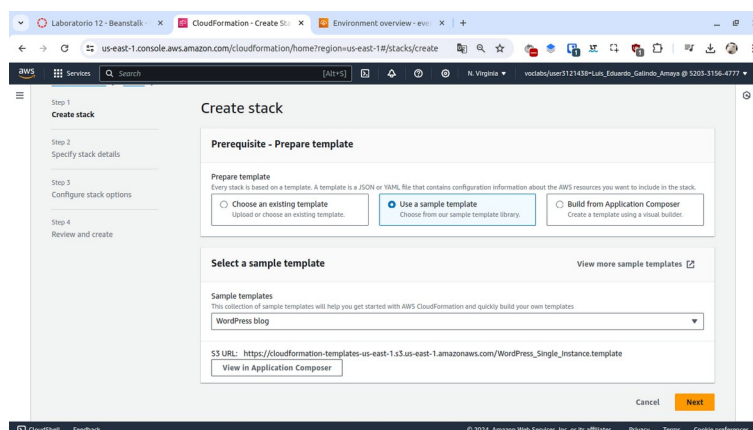 Laboratorio 12 - Beanstalk -
CloudFormation - Create Sta
Environment overview - eve
us-east-1.console.aws.amazon.com/cloudformation/home?region=us-east-1#/stacks/create
aws
Services
Search
[Alt+S]
N. Virginia
voclabs/user3121438=Luis_Eduardo_Galindo_Amaya @ 5203-3156-4777
Step 1
Create stack
Step 2
Specify stack details
Step 3
Configure stack options
Step 4
Review and create
Create stack
Prerequisite - Prepare template
Prepare template
Every stack is based on a template. A template is a JSON or YAML file that contains configuration information about the AWS resources you want to include in the stack.
Choose an existing template
Upload or choose an existing template.
Use a sample template
Choose from our sample template library.
Build from Application Composer
Create a template using a visual builder.
Select a sample template
View more sample templates
Sample templates
This collection of sample templates will help you get started with AWS CloudFormation and quickly build your own templates
WordPress blog
S3 URL: https://cloudformation-templates-us-east-1.s3.us-east-1.amazonaws.com/WordPress_Single_Instance.template
View in Application Composer
Cancel
Next
CloudShell Feedback
© 2024, Amazon Web Services, Inc. or its affiliates. Privacy Terms Cookie preferences